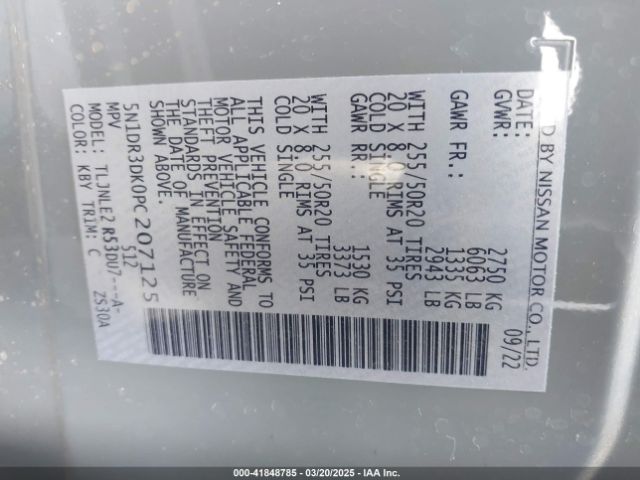 D BY NISSAN MOTOR CO., LTD.
DATE: 09/22
GVWR: 2750 KG
6063 LB
GAWR FR.: 1335 KG
2943 LB
WITH 255/50R20 TIRES
20 X 8.0 RIMS AT 35 PSI
COLD SINGLE
GAWR RR.: 1530 KG
3373 LB
WITH 255/50R20 TIRES
20 X 8.0 RIMS AT 35 PSI
COLD SINGLE
THIS VEHICLE CONFORMS TO
ALL APPLICABLE FEDERAL
MOTOR VEHICLE SAFETY AND
THEFT PREVENTION
STANDARDS IN EFFECT ON
THE DATE OF MANUFACTURE
SHOWN ABOVE.
5N1DR3DK0PC207125
MPV S12
MODEL: TLJNLE2 R53DU7---A-
COLOR: KBY TRIM: C ZS30A
000-41848785 — 03/20/2025 — IAA Inc.